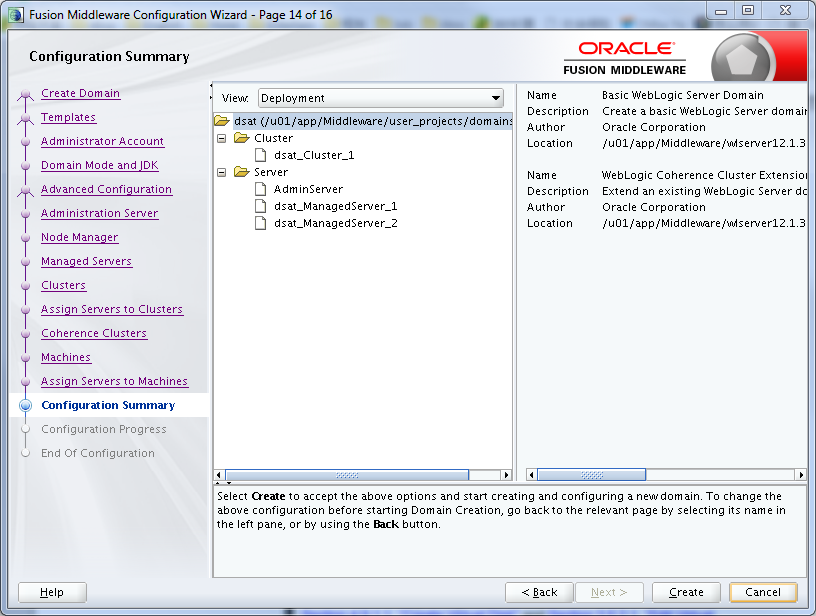 Fusion Middleware Configuration Wizard - Page 14 of 16
Configuration Summary
ORACLE
FUSION MIDDLEWARE
Create Domain
Templates
Administrator Account
Domain Mode and JDK
Advanced Configuration
Administration Server
Node Manager
Managed Servers
Clusters
Assign Servers to Clusters
Coherence Clusters
Machines
Assign Servers to Machines
Configuration Summary
Configuration Progress
End Of Configuration
View: Deployment
dsat (/u01/app/Middleware/user_projects/domains
Cluster
dsat_Cluster_1
Server
AdminServer
dsat_ManagedServer_1
dsat_ManagedServer_2
Name Basic WebLogic Server Domain
Description Create a basic WebLogic Server domain
Author Oracle Corporation
Location /u01/app/Middleware/wlserver12.1.3
Name WebLogic Coherence Cluster Extension
Description Extend an existing WebLogic Server do
Author Oracle Corporation
Location /u01/app/Middleware/wlserver12.1.3
Select Create to accept the above options and start creating and configuring a new domain. To change the
above configuration before starting Domain Creation, go back to the relevant page by selecting its name in
the left pane, or by using the Back button.
Help
< Back
Next >
Create
Cancel